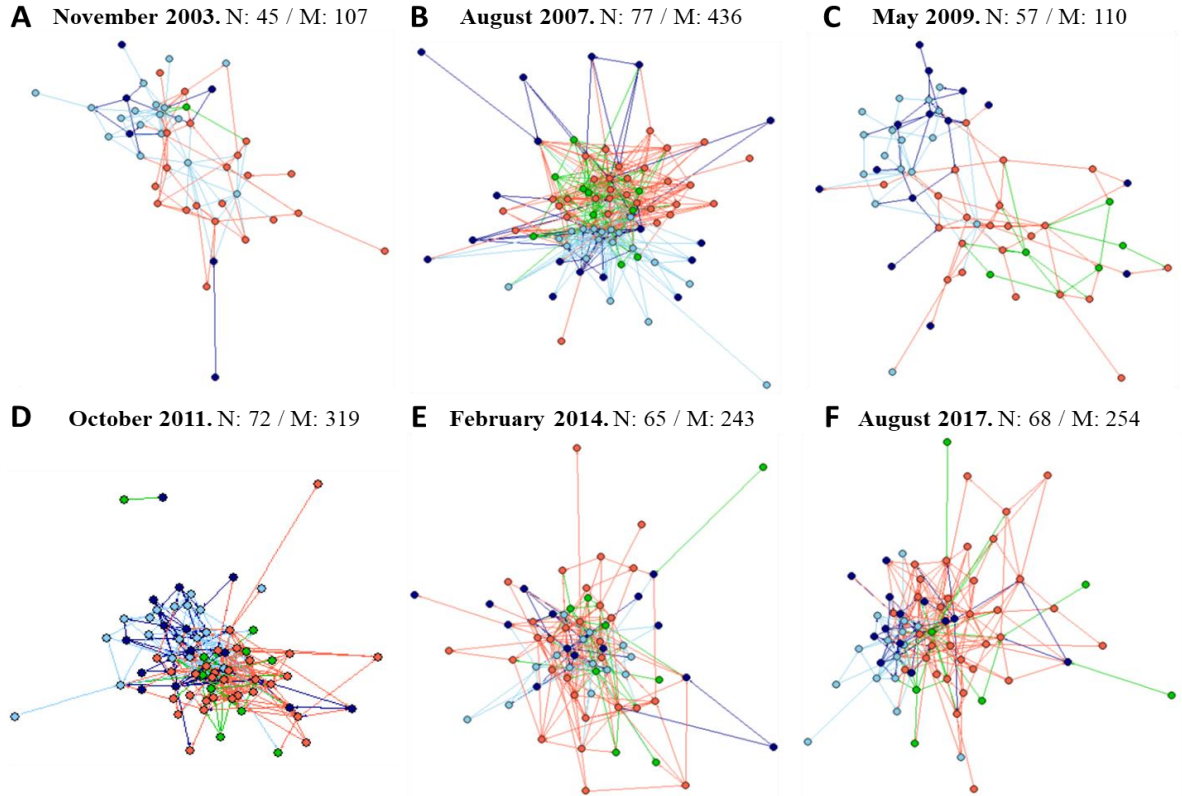 A November 2003. N: 45 / M: 107
B August 2007. N: 77 / M: 436
C May 2009. N: 57 / M: 110
D October 2011. N: 72 / M: 319
E February 2014. N: 65 / M: 243
F August 2017. N: 68 / M: 254